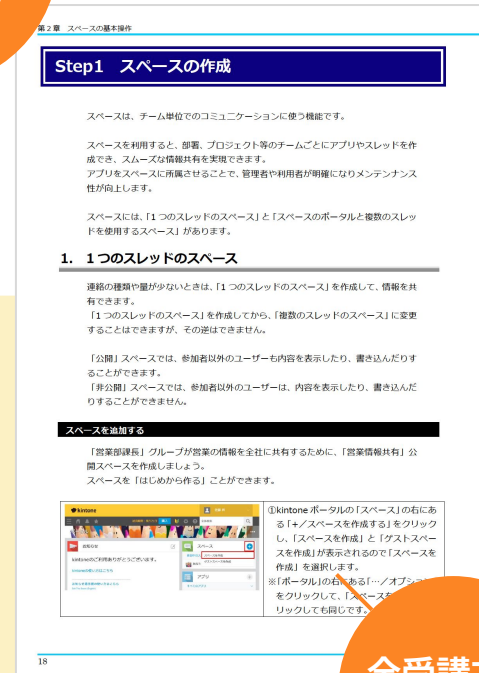 第２章　スペースの基本操作
Step1　スペースの作成
スペースは、チーム単位でのコミュニケーションに使う機能です。
スペースを利用すると、部署、プロジェクト等のチームごとにアプリやスレッドを作
成でき、スムーズな情報共有を実現できます。
アプリをスペースに所属させることで、管理者や利用者が明確になりメンテンナンス
性が向上します。
スペースには、「1 つのスレッドのスペース」と「スペースのポータルと複数のスレッ
ドを使用するスペース」があります。
1.　1 つのスレッドのスペース
連絡の種類や量が少ないときは、「1 つのスレッドのスペース」を作成して、情報を共
有できます。
「1 つのスレッドのスペース」を作成してから、「複数のスレッドのスペース」に変更
することはできますが、その逆はできません。
「公開」スペースでは、参加者以外のユーザーも内容を表示したり、書き込んだりす
ることができます。
「非公開」スペースでは、参加者以外のユーザーは、内容を表示したり、書き込んだ
りすることができません。
スペースを追加する
「営業部課長」グループが営業の情報を全社に共有するために、「営業情報共有」公
開スペースを作成しましょう。
スペースを「はじめから作る」ことができます。
kintone
お知らせ
kintoneのご利用ありがとうございます。
スペース
アプリ
①kintone ポータルの「スペース」の右にあ
る「+／スペースを作成する」をクリック
し、「スペースを作成」と「ゲストスペー
スを作成」が表示されるので「スペースを
作成」を選択します。
※「ポータル」の右にある「…／オプション
をクリックして、「スペースを
リックしても同じです。
18
全受講